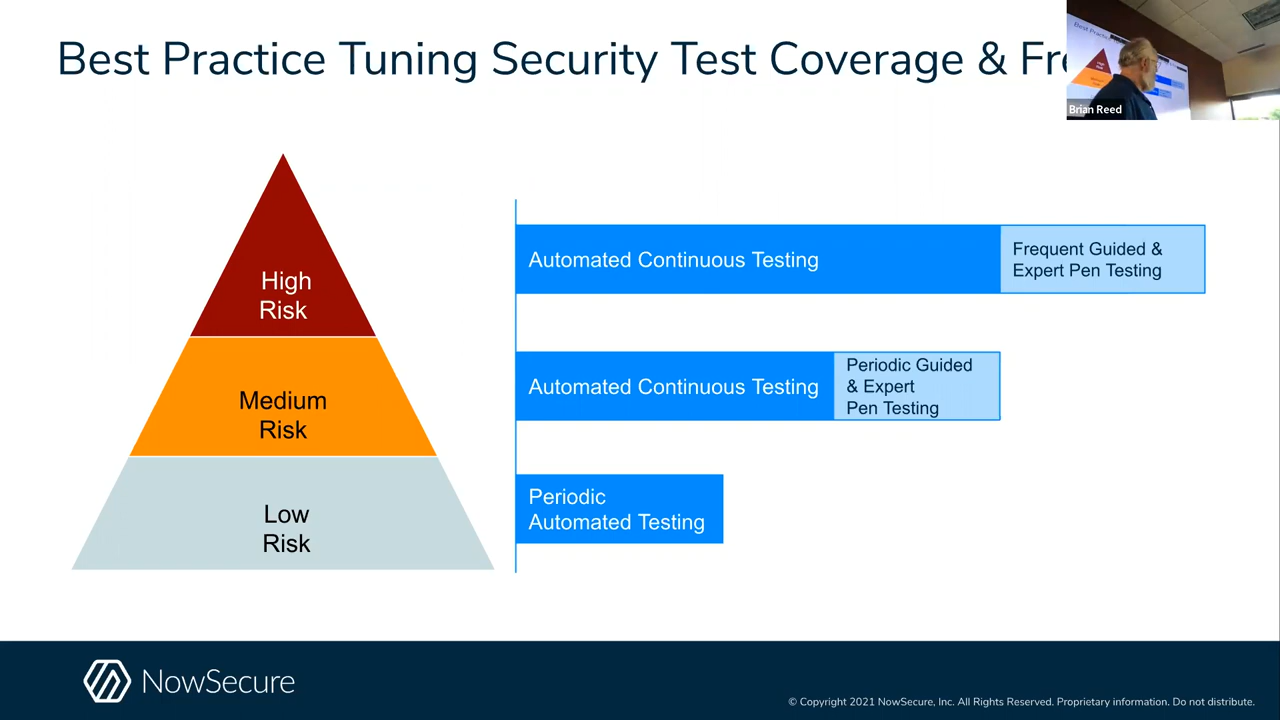 Best Practice Tuning Security Test Coverage & Fre
Brian Reed
High
Risk
Automated Continuous Testing
Frequent Guided &
Expert Pen Testing
Medium
Risk
Automated Continuous Testing
Periodic Guided
& Expert
Pen Testing
Low
Risk
Periodic
Automated Testing
NowSecure
© Copyright 2021 NowSecure, Inc. All Rights Reserved. Proprietary information. Do not distribute.